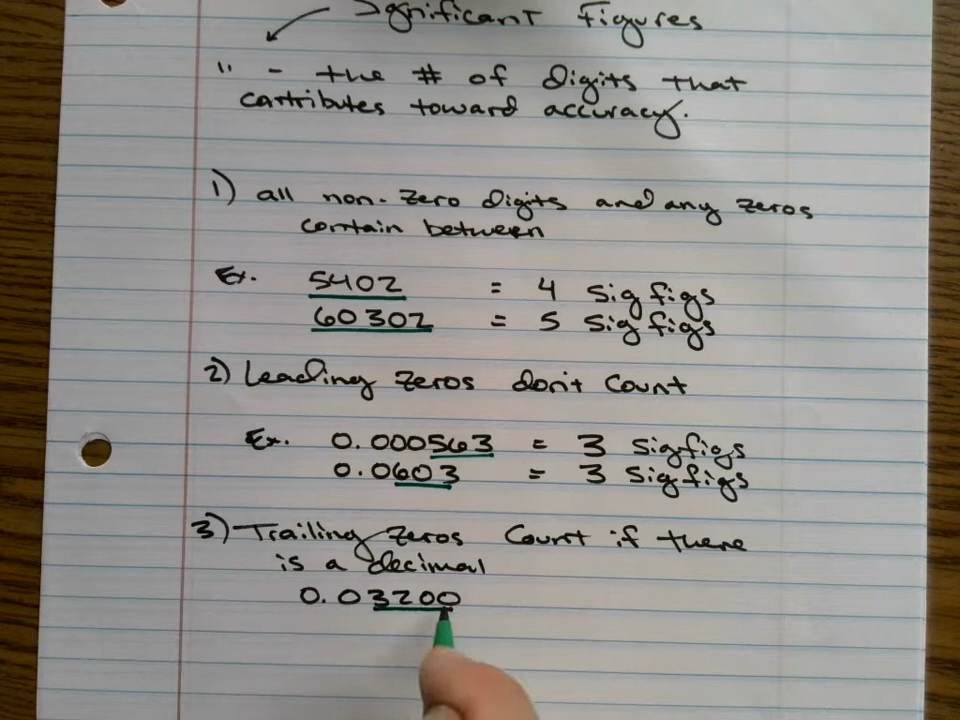 Significant Figures
" - the # of digits that
contributes toward accuracy.
1) all non-zero digits and any zeros
contain between
Ex. 5402 = 4 sig figs
60302 = 5 sig figs
2) Leading zeros don't count
Ex. 0.000563 = 3 sig figs
0.0603 = 3 sig figs
3) Trailing zeros count if there
is a decimal
0.03200